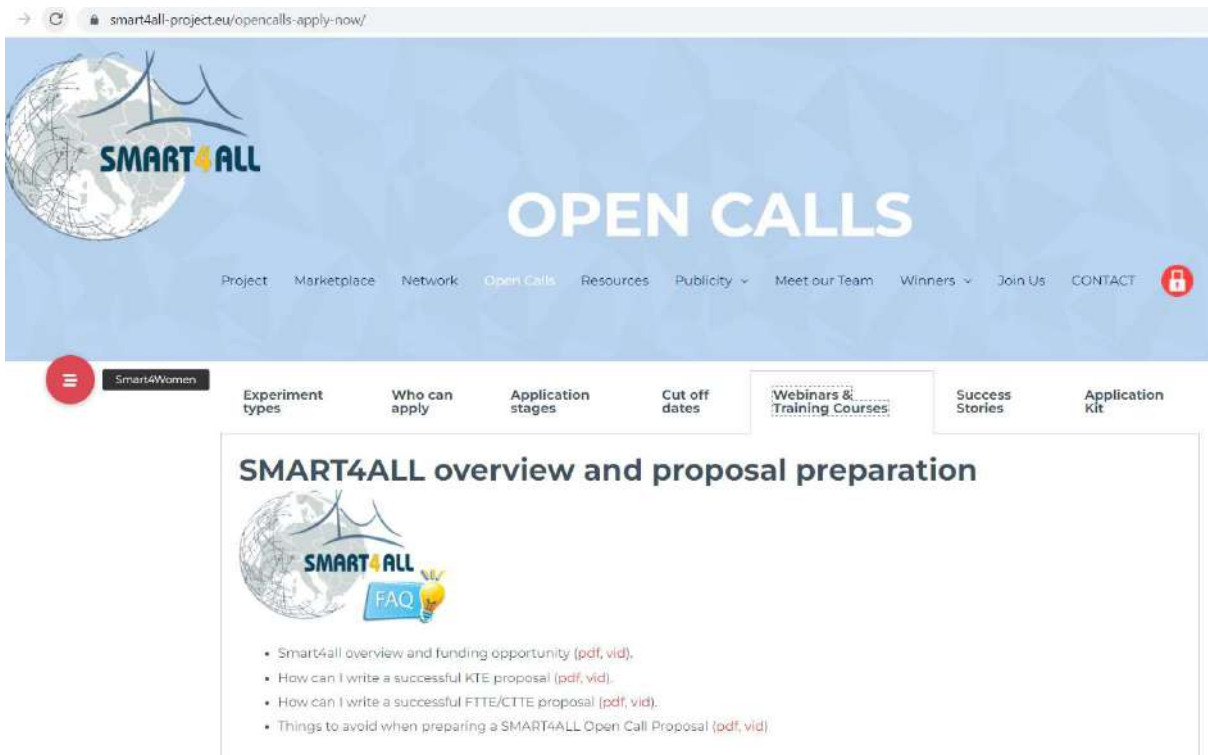 smart4all-project.eu/opencalls-apply-now/
SMART4ALL
OPEN CALLS
Project Marketplace Network Open Calls Resources Publicity Meet our Team Winners Join Us CONTACT
Smart4Women
Experiment types
Who can apply
Application stages
Cut off dates
Webinars & Training Courses
Success Stories
Application Kit
SMART4ALL overview and proposal preparation
SMART4ALL
FAQ
• Smart4all overview and funding opportunity (pdf, vid).
• How can I write a successful KTE proposal (pdf, vid).
• How can I write a successful FTTE/CTTE proposal (pdf, vid).
• Things to avoid when preparing a SMART4ALL Open Call Proposal (pdf, vid)